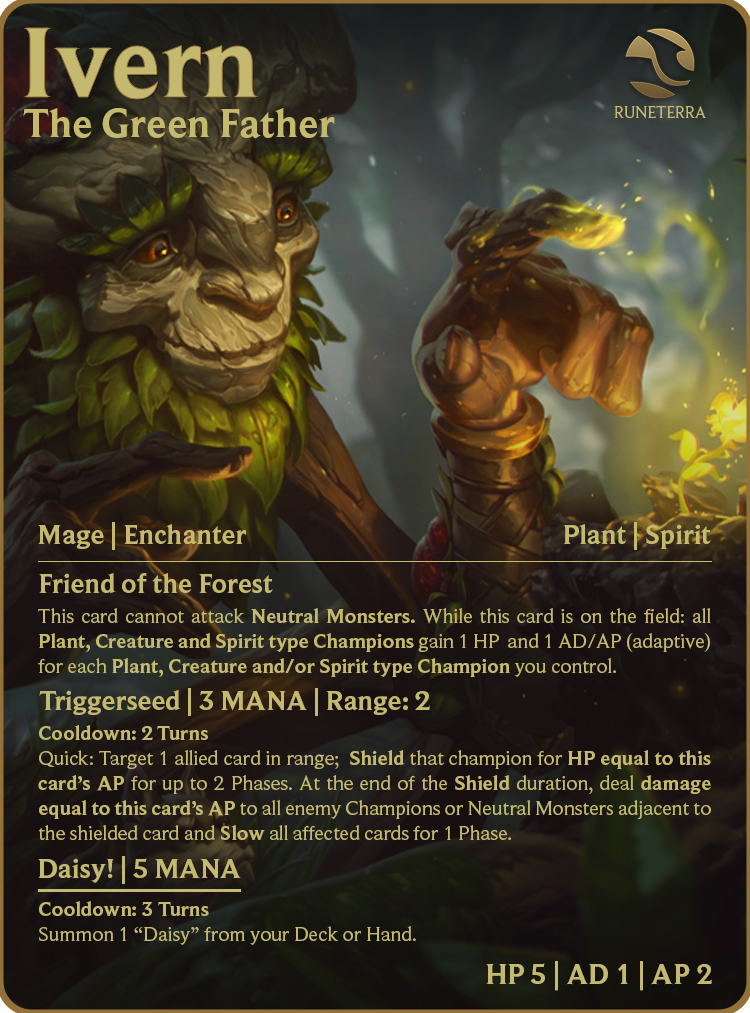 Ivern
The Green Father
RUNETERRA
Mage | Enchanter
Plant | Spirit
Friend of the Forest
This card cannot attack Neutral Monsters. While this card is on the field: all
Plant, Creature and Spirit type Champions gain 1 HP and 1 AD/AP (adaptive)
for each Plant, Creature and/or Spirit type Champion you control.
Triggerseed | 3 MANA | Range: 2
Cooldown: 2 Turns
Quick: Target 1 allied card in range; Shield that champion for HP equal to this
card's AP for up to 2 Phases. At the end of the Shield duration, deal damage
equal to this card's AP to all enemy Champions or Neutral Monsters adjacent to
the shielded card and Slow all affected cards for 1 Phase.
Daisy! | 5 MANA
Cooldown: 3 Turns
Summon 1 “Daisy” from your Deck or Hand.
HP 5 | AD 1 | AP 2